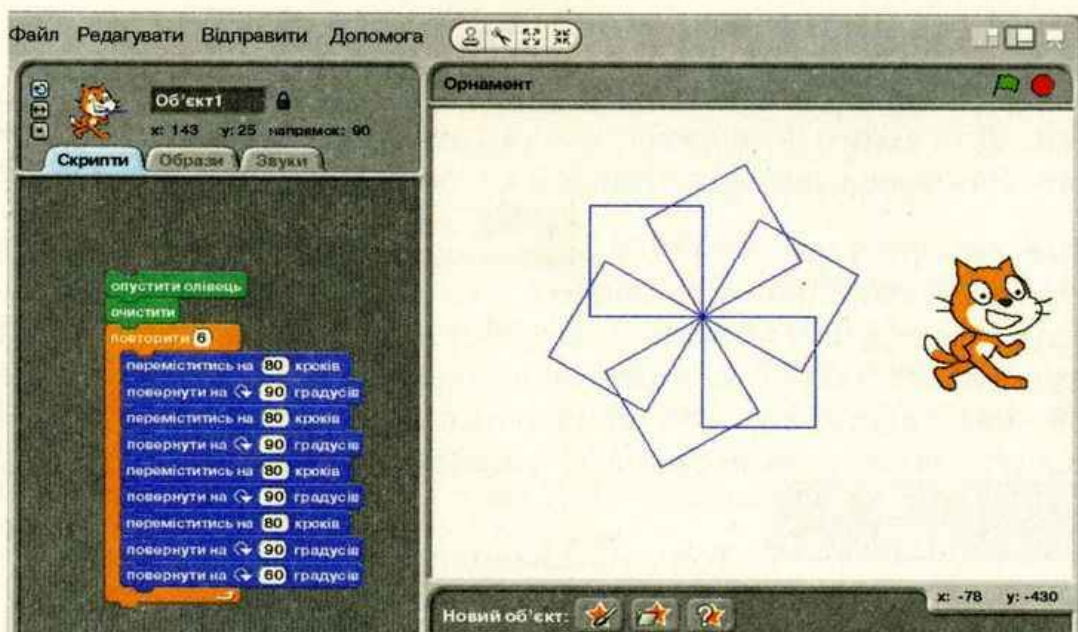 Файл Редагувати Відправити Допомога
Об'єкт1
x: 143 y: 25 напрямок: 90
Скрипти Образи Звуки
опустити олівець
очистити
повторити 6
переміститись на 80 кроків
повернути на 90 градусів
переміститись на 80 кроків
повернути на 90 градусів
переміститись на 80 кроків
повернути на 90 градусів
переміститись на 80 кроків
повернути на 90 градусів
повернути на 60 градусів
Орнамент
x: -78 y: -430
Новий об'єкт: